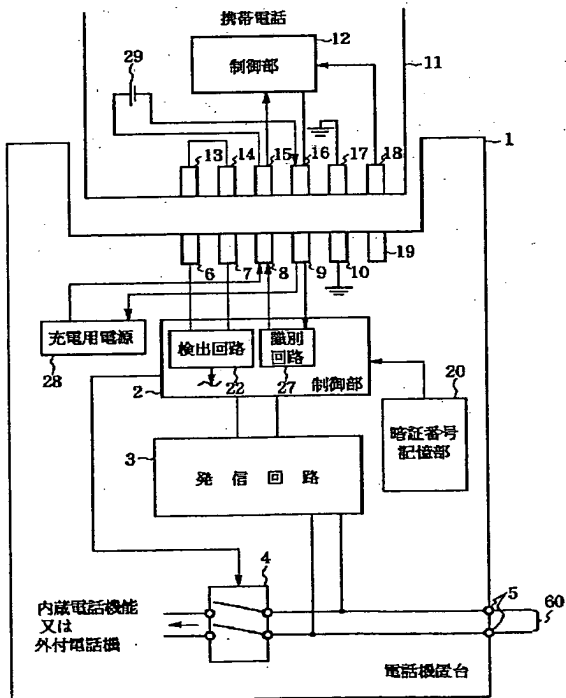 携帯電話
12
29
制御部
11
13
14
15
16
17
18
1
6
7
8
9
10
19
充電用電源
28
検出回路
識別
回路
2
22
27
制御部
20
暗証番号
記憶部
3
発信回路
4
内蔵電話機能
又は
外付電話機
5
60
電話機置台